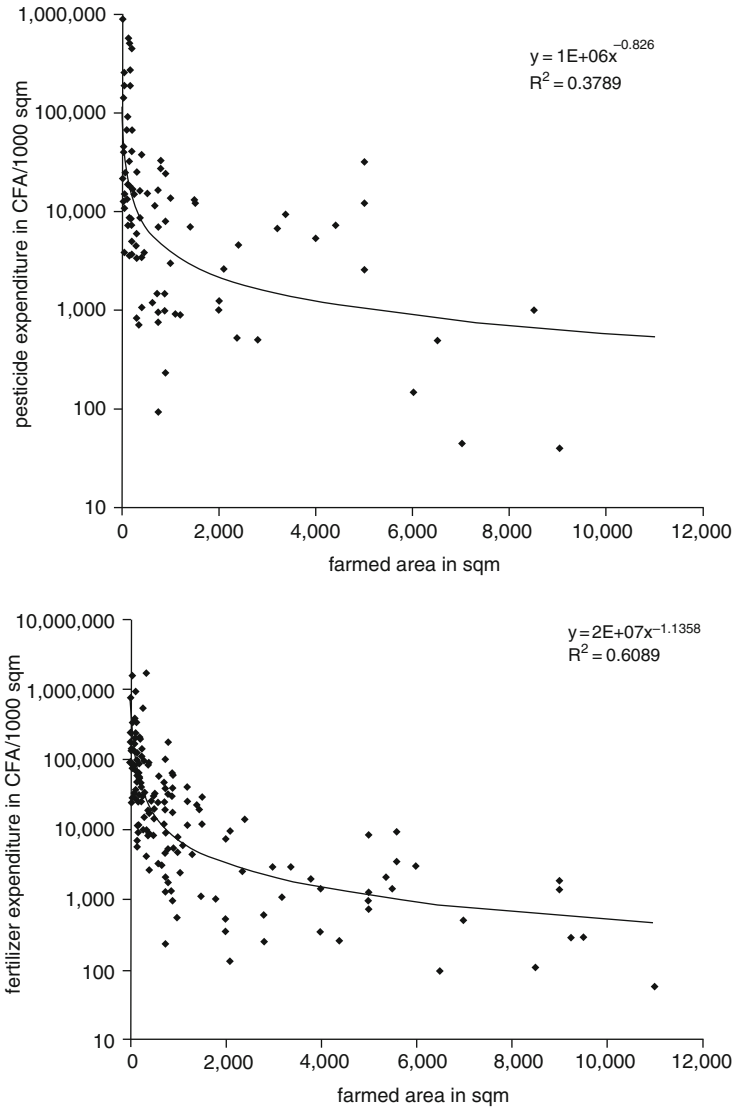 1,000,000
100,000
10,000
1,000
100
10
pesticide expenditure in CFA/1000 sqm
y = 1E+06x^−0.826
R² = 0.3789
0 2,000 4,000 6,000 8,000 10,000 12,000
farmed area in sqm
10,000,000
1,000,000
100,000
10,000
1,000
100
10
fertilizer expenditure in CFA/1000 sqm
y = 2E+07x^−1.1358
R² = 0.6089
0 2,000 4,000 6,000 8,000 10,000 12,000
farmed area in sqm